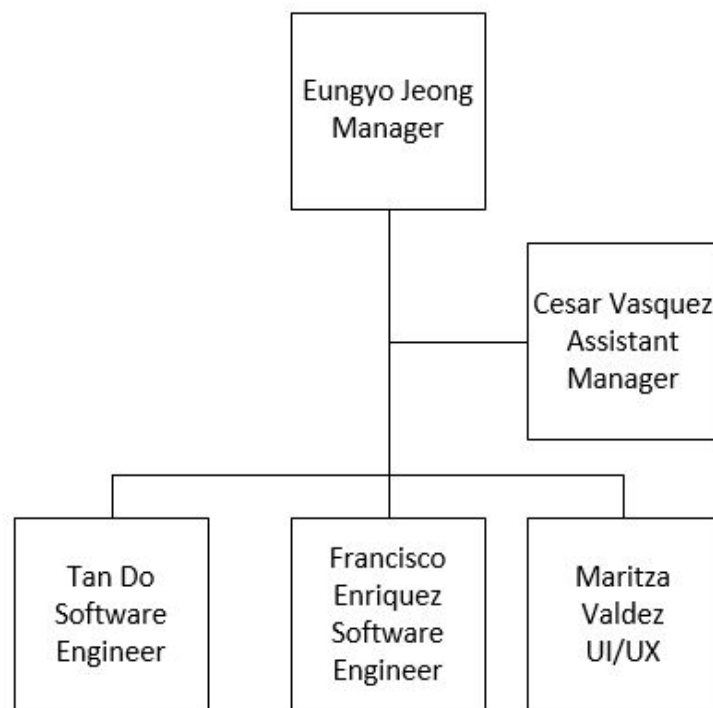 Eungyo Jeong
Manager
Cesar Vasquez
Assistant
Manager
Tan Do
Software
Engineer
Francisco
Enriquez
Software
Engineer
Maritza
Valdez
UI/UX